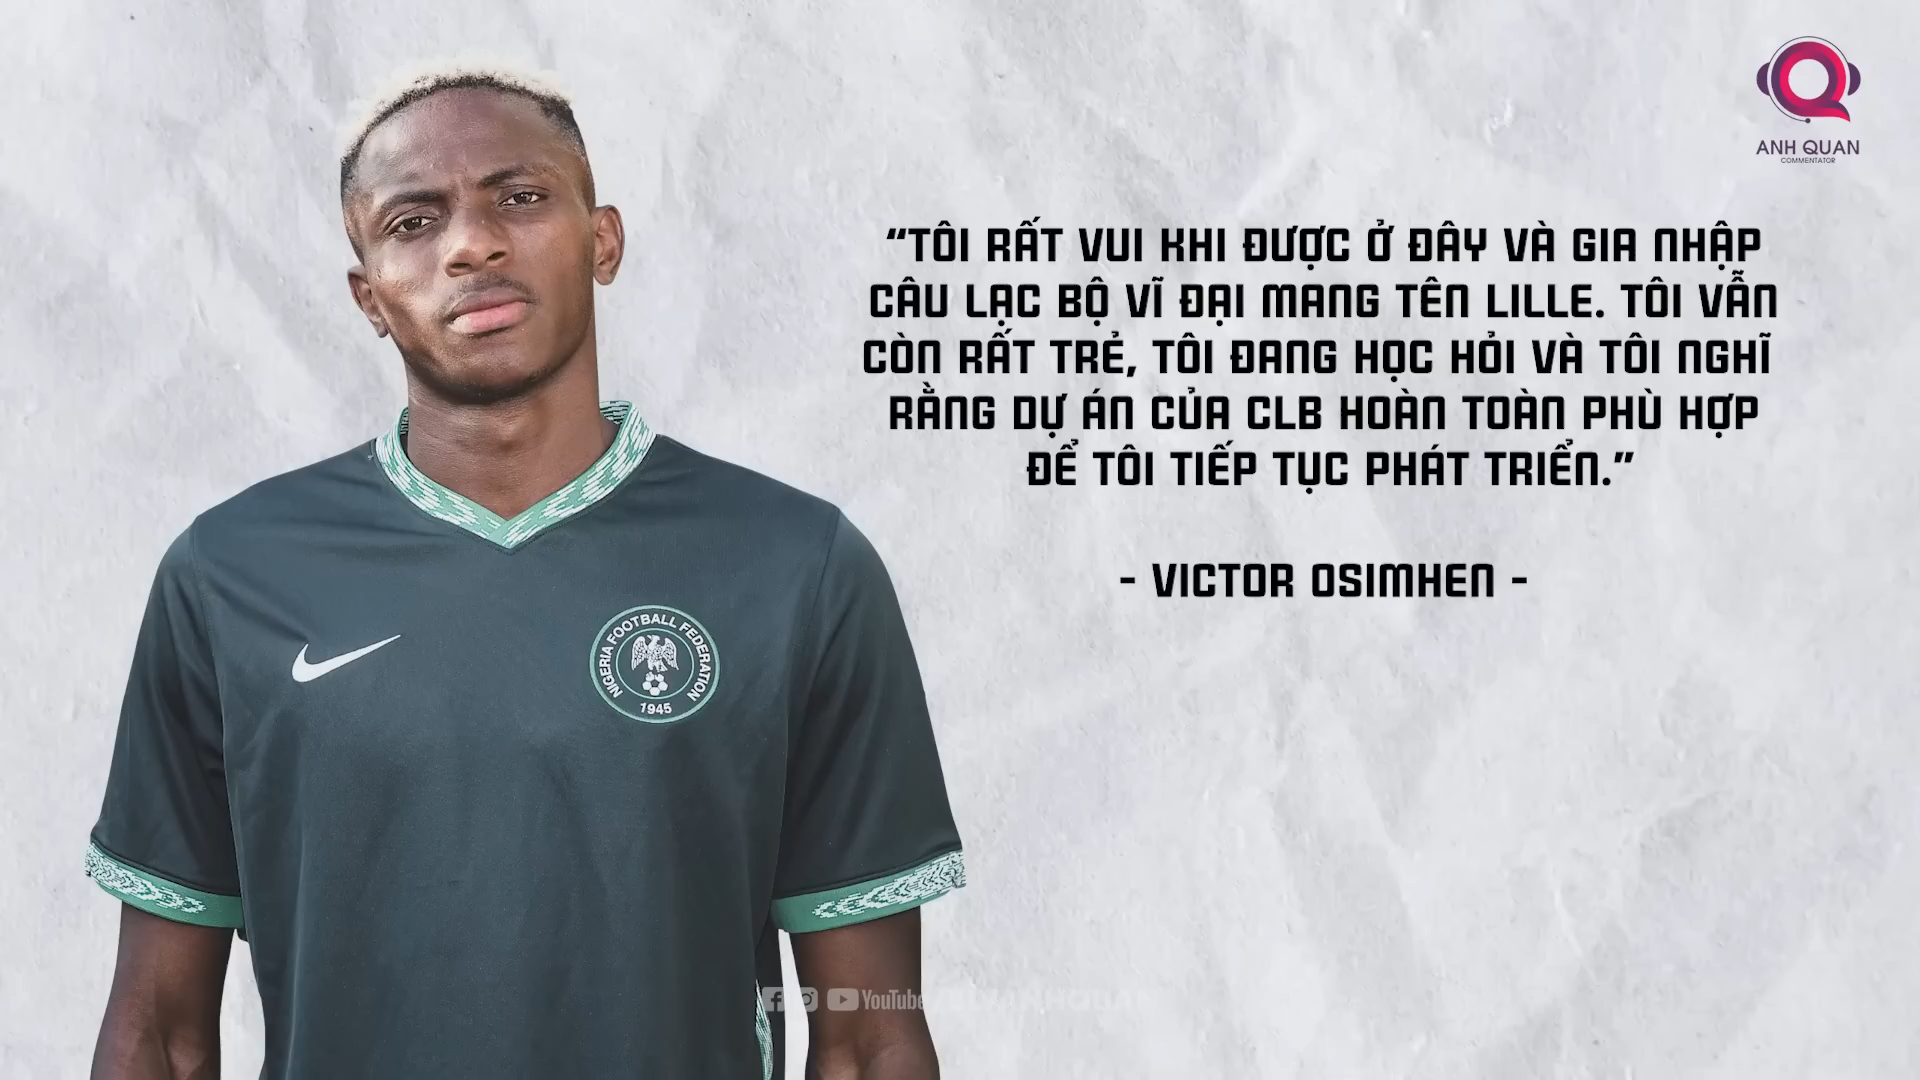 ANH QUAN
COMMENTATOR
“TÔI RẤT VUI KHI ĐƯỢC Ở ĐÂY VÀ GIA NHẬP
CÂU LẠC BỘ VĨ ĐẠI MANG TÊN LILLE. TÔI VẪN
CÒN RẤT TRẺ, TÔI ĐANG HỌC HỎI VÀ TÔI NGHĨ
RẰNG DỰ ÁN CỦA CLB HOÀN TOÀN PHÙ HỢP
ĐỂ TÔI TIẾP TỤC PHÁT TRIỂN.”
- VICTOR OSIMHEN -
NIGERIA FOOTBALL FEDERATION
1945
YouTube